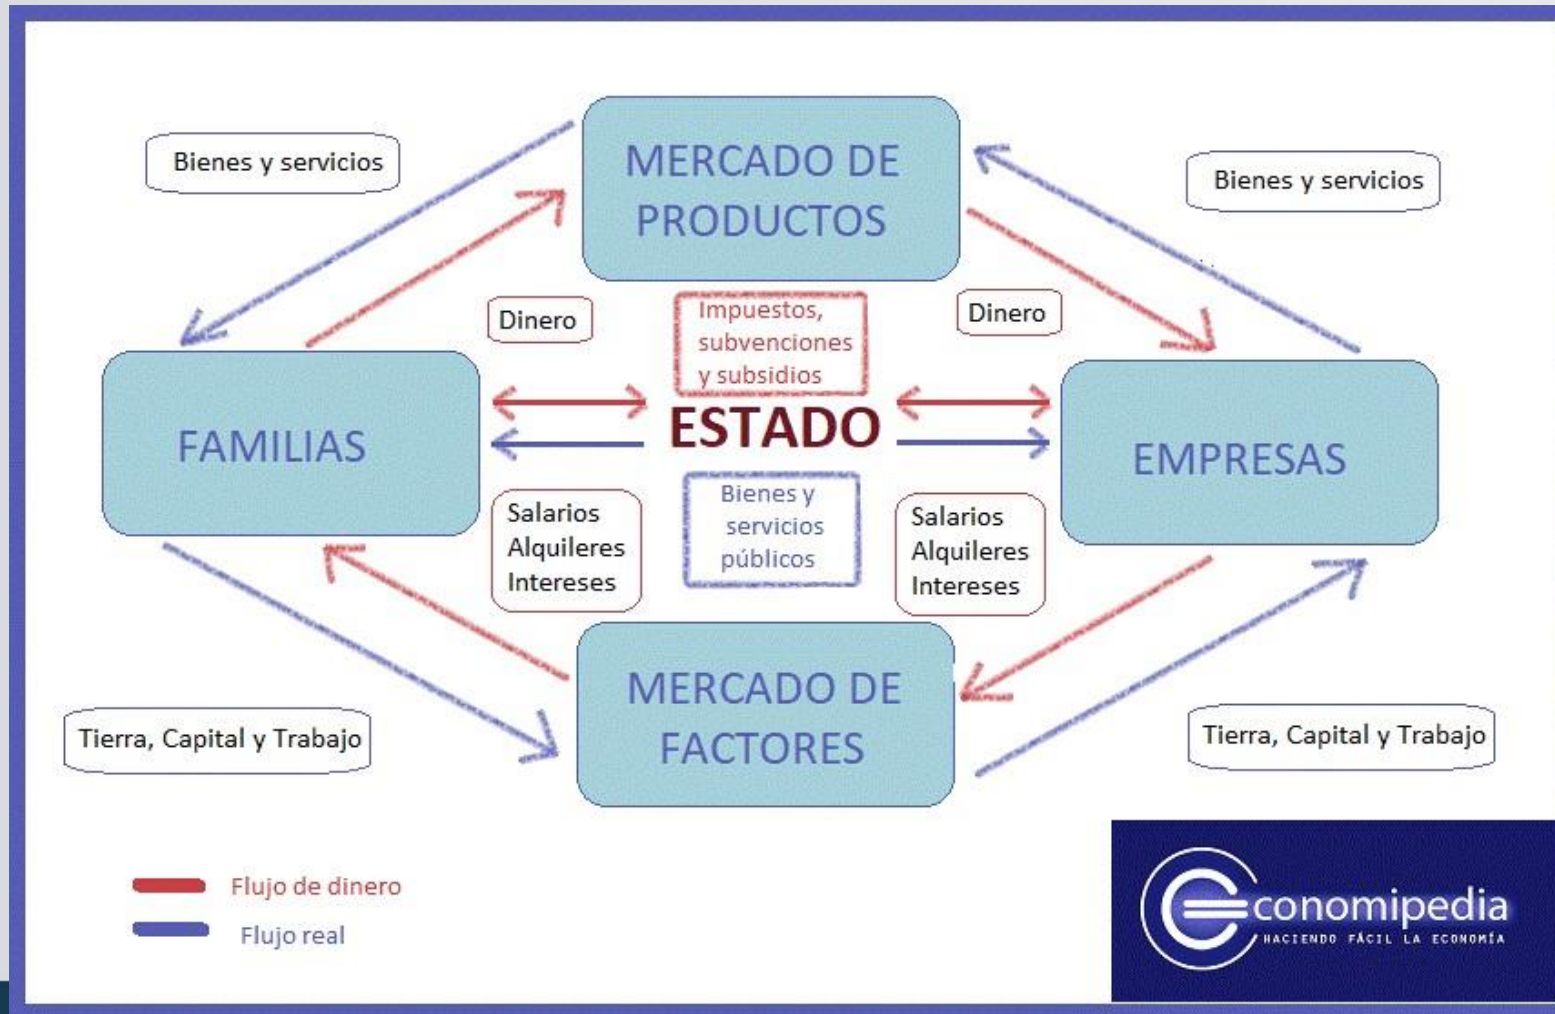 MERCADO DE
PRODUCTOS
Bienes y servicios
Bienes y servicios
Dinero
Impuestos,
subvenciones
y subsidios
Dinero
FAMILIAS
ESTADO
EMPRESAS
Salarios
Alquileres
Intereses
Bienes y
servicios
públicos
Salarios
Alquileres
Intereses
MERCADO DE
FACTORES
Tierra, Capital y Trabajo
Tierra, Capital y Trabajo
Flujo de dinero
Flujo real
economipedia
HACIENDO FÁCIL LA ECONOMÍA